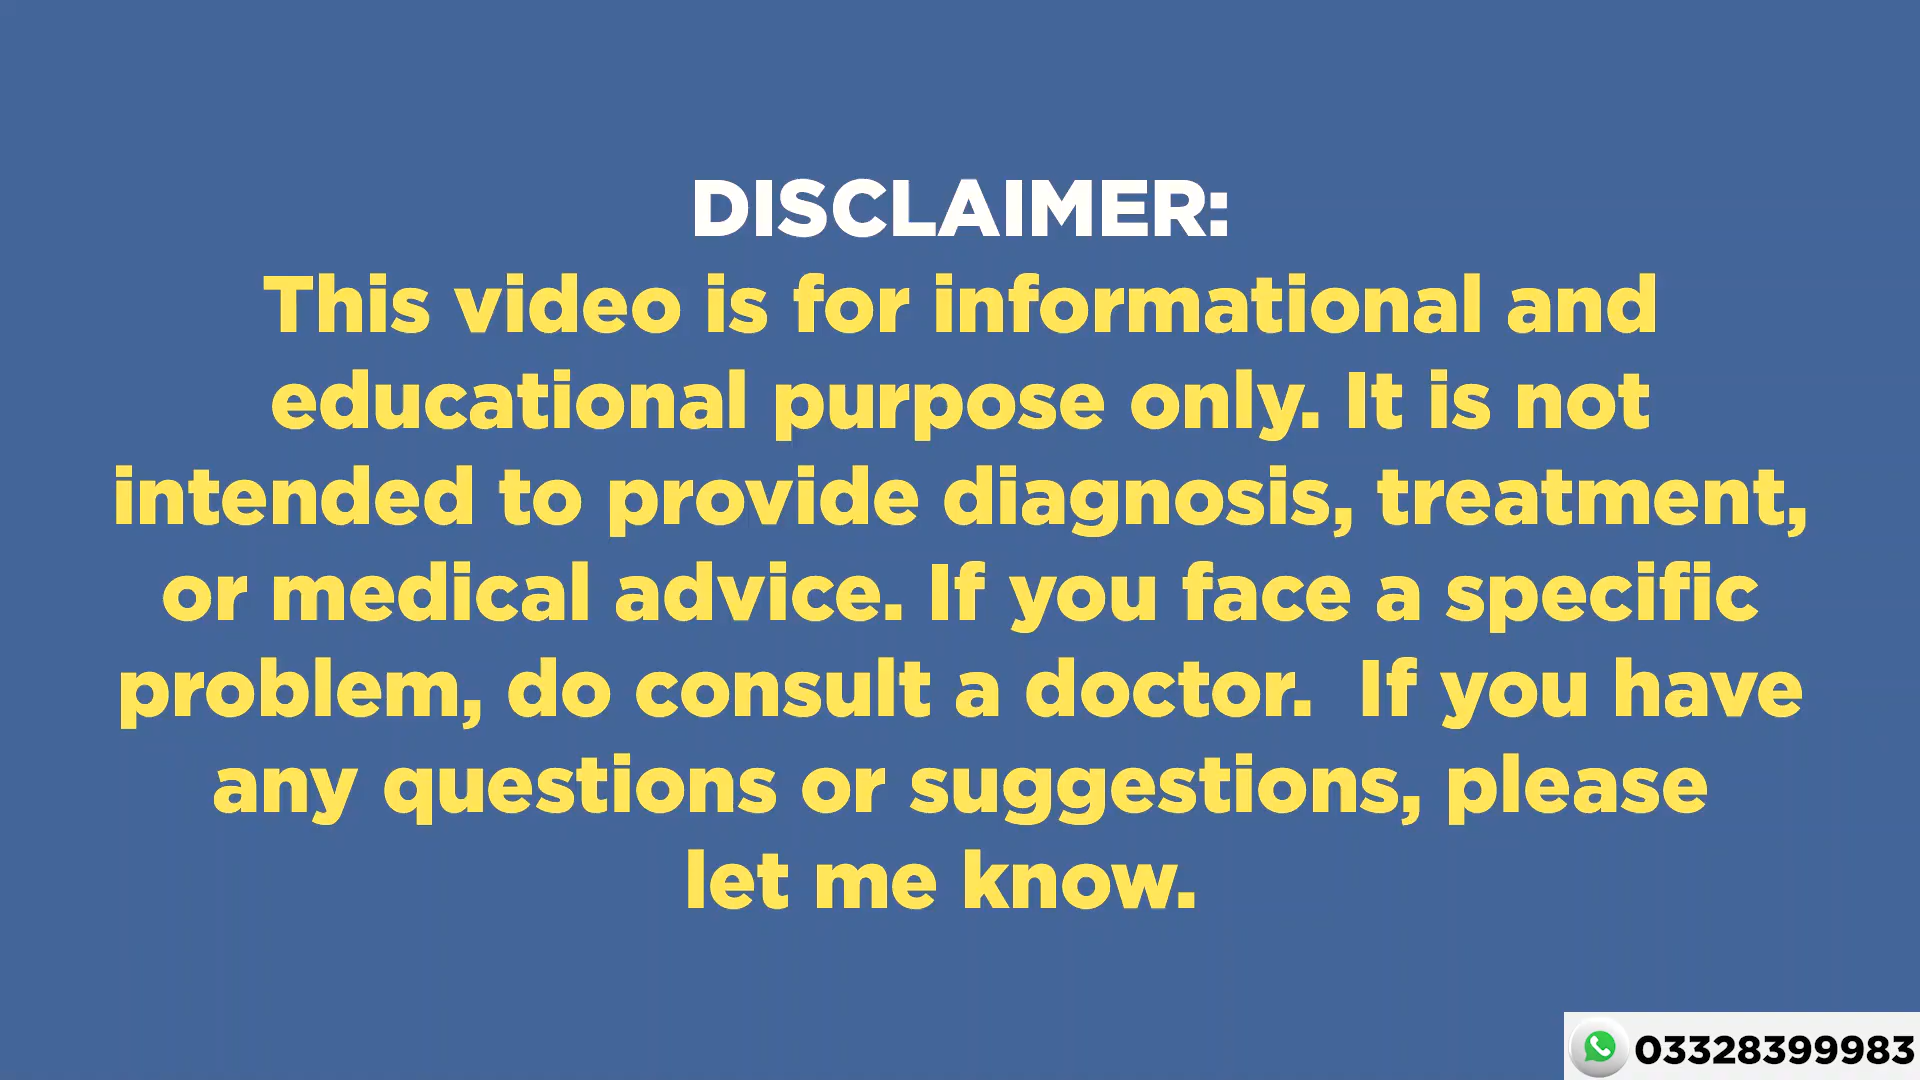 DISCLAIMER:
This video is for informational and
educational purpose only. It is not
intended to provide diagnosis, treatment,
or medical advice. If you face a specific
problem, do consult a doctor.  If you have
any questions or suggestions, please
let me know.
03328399983